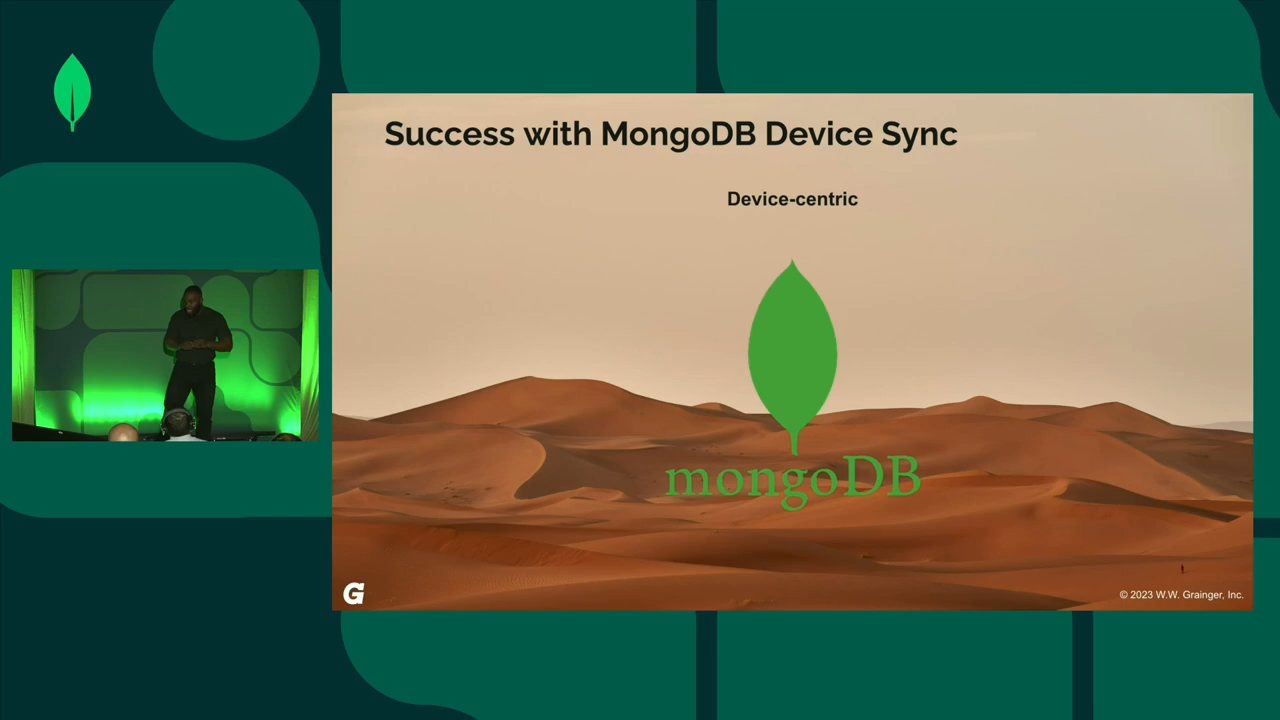 Success with MongoDB Device Sync
Device-centric
mongoDB
G
© 2023 W.W. Grainger, Inc.